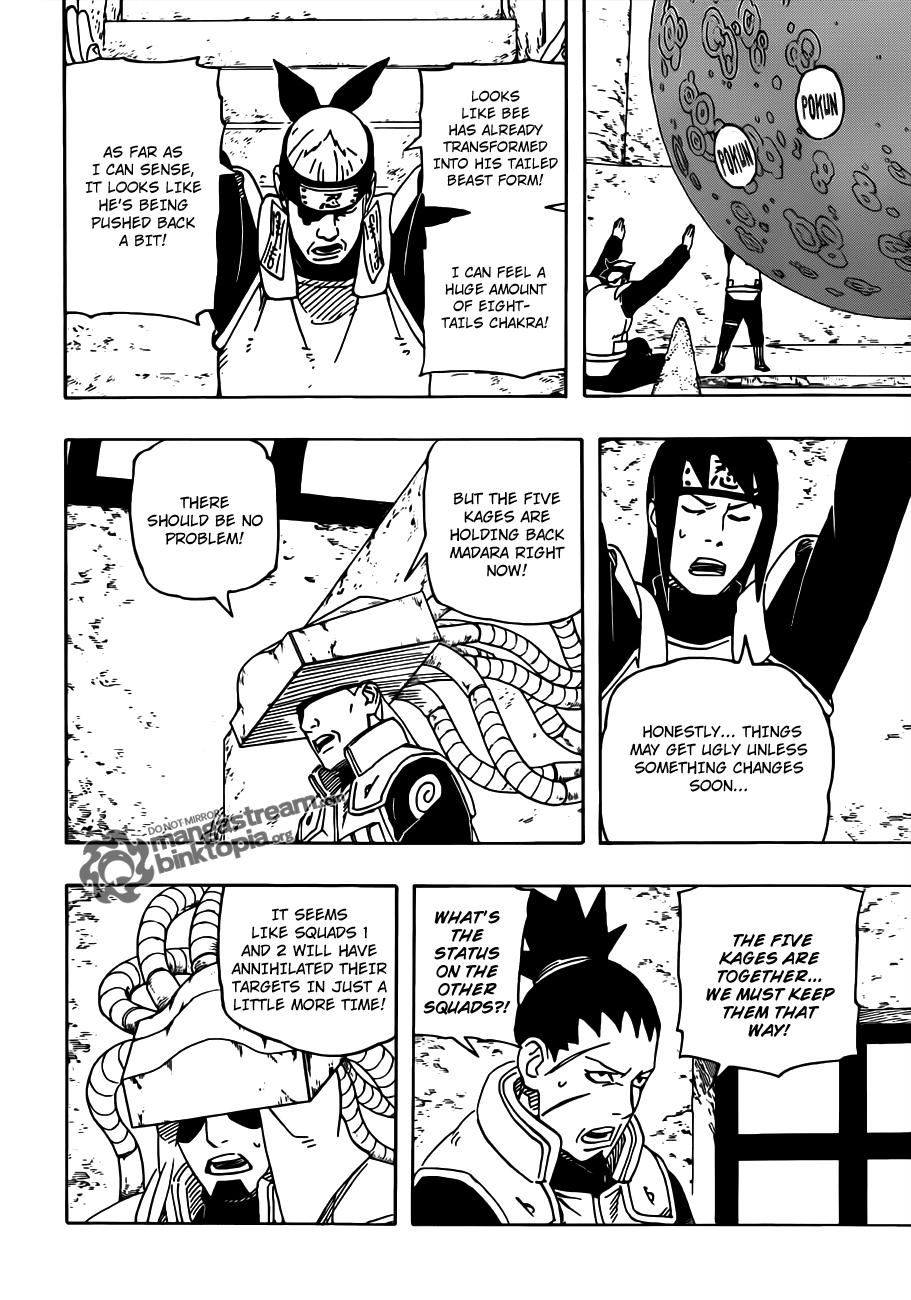 POKUN
POKUN
LOOKS
LIKE BEE
HAS ALREADY
TRANSFORMED
INTO HIS TAILED
BEAST FORM!
I CAN FEEL A
HUGE AMOUNT
OF EIGHT-
TAILS CHAKRA!
AS FAR AS
I CAN SENSE,
IT LOOKS LIKE
HE'S BEING
PUSHED BACK
A BIT!
HONESTLY... THINGS
MAY GET UGLY UNLESS
SOMETHING CHANGES
SOON...
BUT THE FIVE
KAGES ARE
HOLDING BACK
MADARA RIGHT
NOW!
THERE
SHOULD BE NO
PROBLEM!
DO NOT MIRROR
mangastream.com
binktopia.org
THE FIVE
KAGES ARE
TOGETHER...
WE MUST KEEP
THEM THAT
WAY!
WHAT'S
THE
STATUS
ON THE
OTHER
SQUADS?!
IT SEEMS
LIKE SQUADS 1
AND 2 WILL HAVE
ANNIHILATED THEIR
TARGETS IN JUST A
LITTLE MORE TIME!